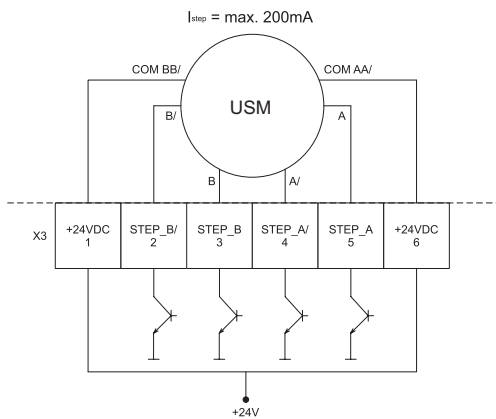 Istep = max. 200mA
COM BB/
COM AA/
B/
USM
A
B
A/
X3
+24VDC
1
STEP_B/
2
STEP_B
3
STEP_A/
4
STEP_A
5
+24VDC
6
+24V